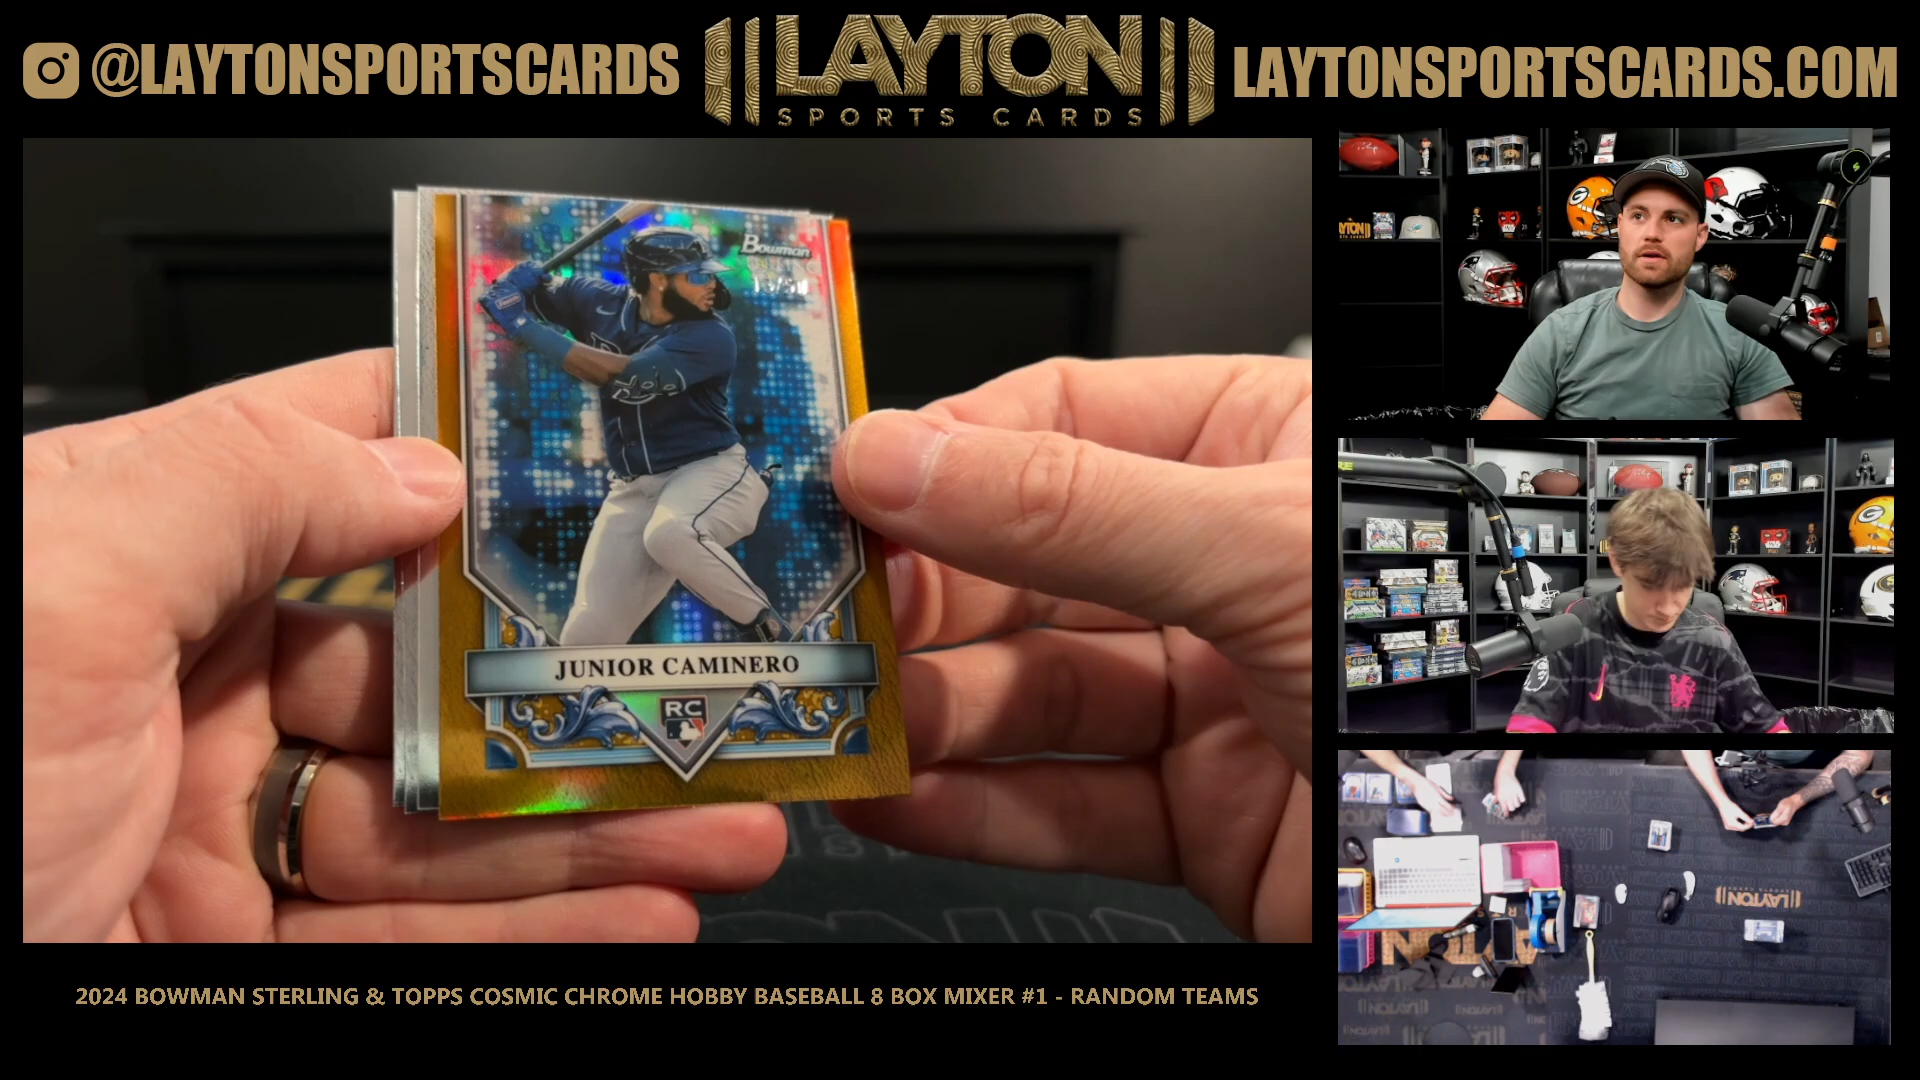 @LAYTONSPORTSCARDS
LAYTON
SPORTS CARDS
LAYTONSPORTSCARDS.COM
Bowman
JUNIOR CAMINERO
RC
LAYTON
2024 BOWMAN STERLING & TOPPS COSMIC CHROME HOBBY BASEBALL 8 BOX MIXER #1 - RANDOM TEAMS